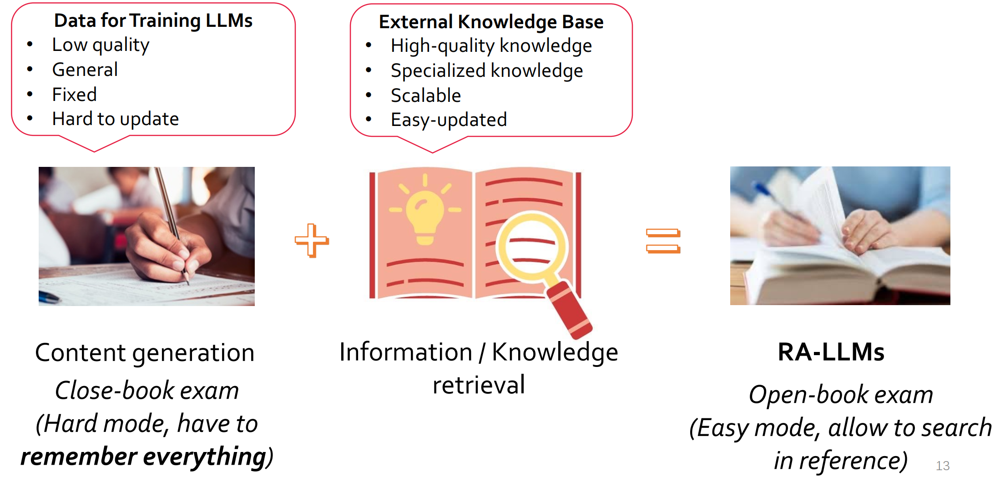 Data for Training LLMs
• Low quality
• General
• Fixed
• Hard to update
External Knowledge Base
• High-quality knowledge
• Specialized knowledge
• Scalable
• Easy-updated
Content generation
Close-book exam
(Hard mode, have to
remember everything)
Information / Knowledge
retrieval
RA-LLMs
Open-book exam
(Easy mode, allow to search
in reference)
13